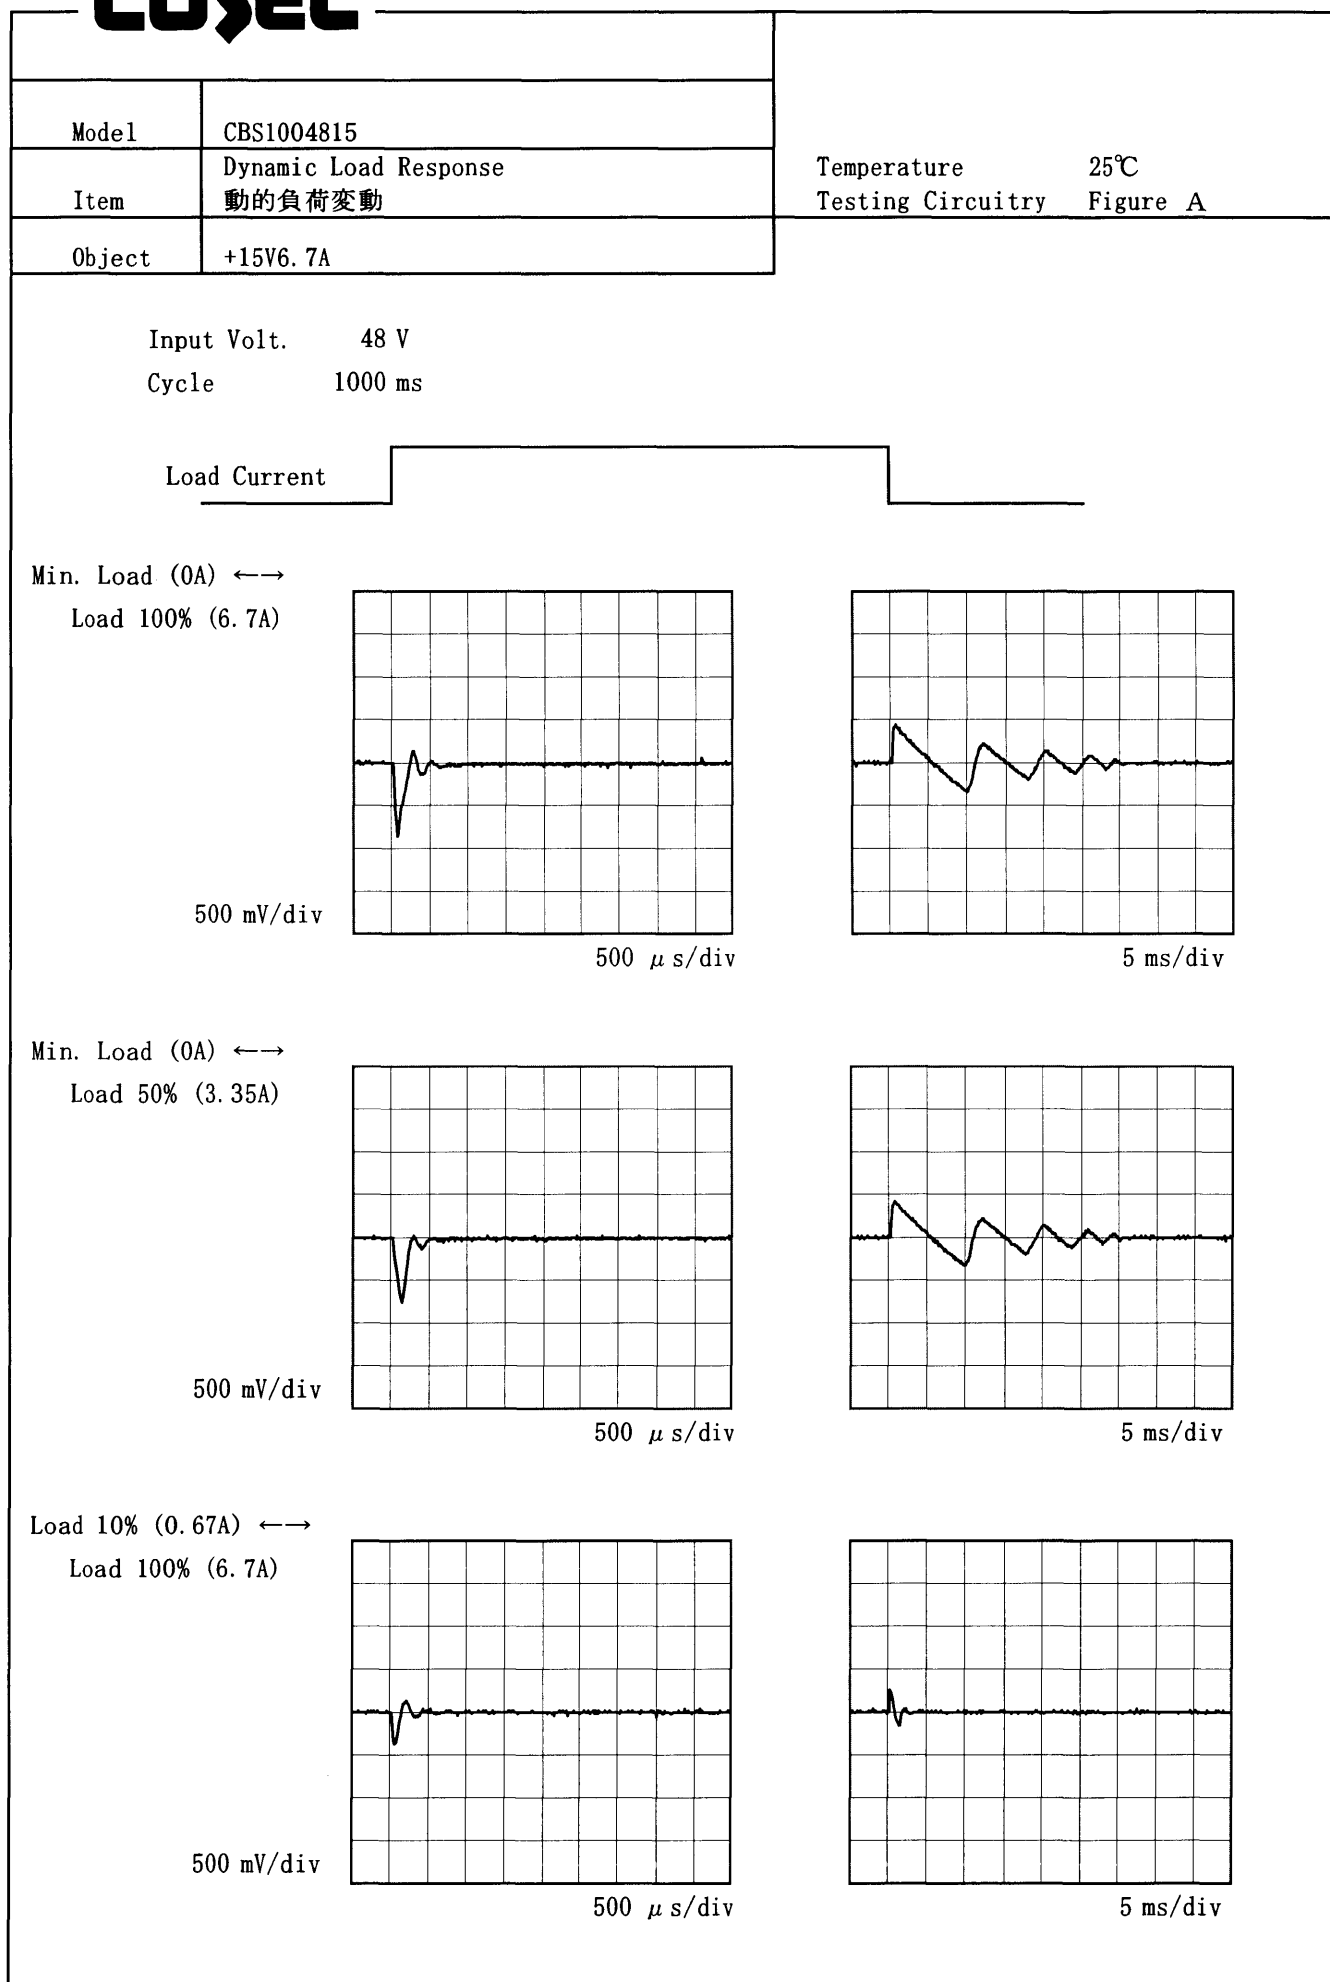 COSEL
Model CBS1004815
Item Dynamic Load Response
動的負荷変動
Temperature 25℃
Testing Circuitry Figure A
Object +15V6.7A
Input Volt. 48 V
Cycle 1000 ms
Load Current
Min. Load (0A) ←→
Load 100% (6.7A)
500 mV/div
500 μs/div
5 ms/div
Min. Load (0A) ←→
Load 50% (3.35A)
500 mV/div
500 μs/div
5 ms/div
Load 10% (0.67A) ←→
Load 100% (6.7A)
500 mV/div
500 μs/div
5 ms/div